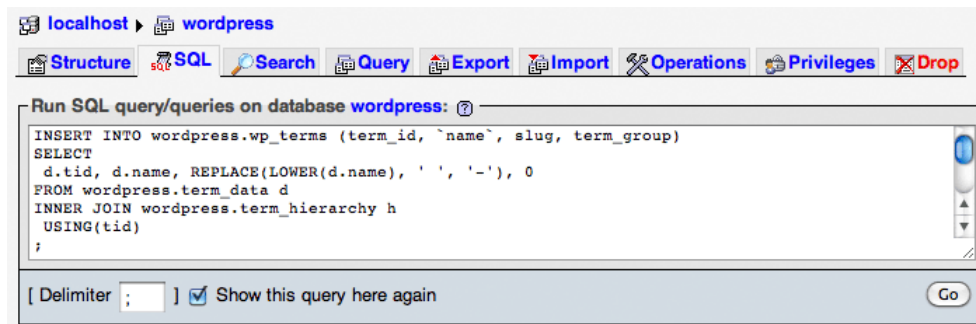 localhost ▸ wordpress
Structure SQL Search Query Export Import Operations Privileges Drop
Run SQL query/queries on database wordpress:
INSERT INTO wordpress.wp_terms (term_id, `name`, slug, term_group)
SELECT
d.tid, d.name, REPLACE(LOWER(d.name), ' ', '-'), 0
FROM wordpress.term_data d
INNER JOIN wordpress.term_hierarchy h
USING(tid)
;
[ Delimiter ; ] Show this query here again Go